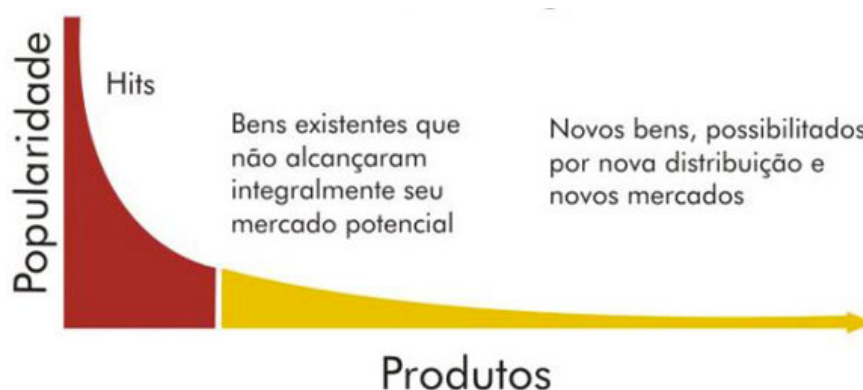 Popularidade
Hits
Bens existentes que
não alcançaram
integralmente seu
mercado potencial
Novos bens, possibilitados
por nova distribuição e
novos mercados
Produtos